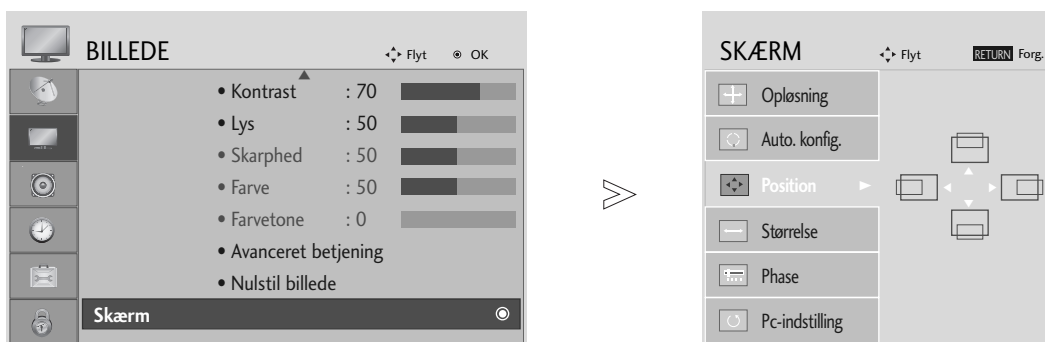 BILLEDE Flyt OK
• Kontrast : 70
• Lys : 50
• Skarphed : 50
• Farve : 50
• Farvetone : 0
• Avanceret betjening
• Nulstil billede
Skærm
SKÆRM Flyt RETURN Forg.
Opløsning
Auto. konfig.
Position
Størrelse
Phase
Pc-indstilling